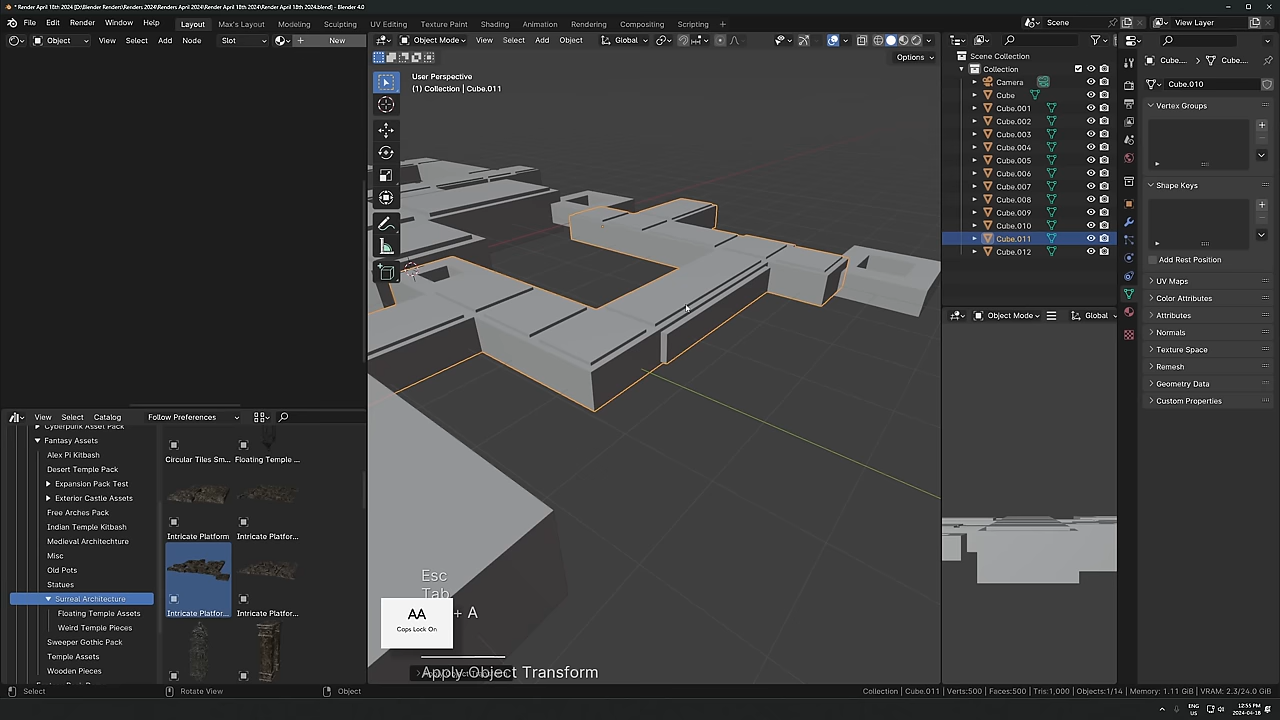 * Render April 18th 2024 [D:\Blender Renders\Renders 2024\Renders April 2024\Render April 18th 2024\Render April 18th 2024.blend] - Blender 4.0
File Edit Render Window Help Layout Max's Layout Modeling Sculpting UV Editing Texture Paint Shading Animation Rendering Compositing Scripting + Scene View Layer
Object View Select Add Node Slot New
Object Mode View Select Add Object Global
Options
User Perspective
(1) Collection | Cube.011
Scene Collection
Collection
Camera
Cube
Cube.001
Cube.002
Cube.003
Cube.004
Cube.005
Cube.006
Cube.007
Cube.008
Cube.009
Cube.010
Cube.011
Cube.012
Cube.... > Cube....
Cube.010
Vertex Groups
Shape Keys
Add Rest Position
UV Maps
Color Attributes
Attributes
Normals
Texture Space
Remesh
Geometry Data
Custom Properties
Object Mode Global
View Select Catalog Follow Preferences
Cyberpunk Asset Pack
Fantasy Assets
Alex Pi Kitbash
Desert Temple Pack
Expansion Pack Test
Exterior Castle Assets
Free Arches Pack
Indian Temple Kitbash
Medieval Architechture
Misc
Old Pots
Statues
Surreal Architecture
Floating Temple Assets
Weird Temple Pieces
Sweeper Gothic Pack
Temple Assets
Wooden Pieces
Circular Tiles Sm... Floating Temple ...
Intricate Platform Intricate Platfor...
Intricate Platfor... Intricate Platfor...
Esc
Tab
+ A
AA
Caps Lock On
Apply Object Transform
Select Rotate View Object
Collection | Cube.011 | Verts:500 | Faces:500 | Tris:1,000 | Objects:1/14 | Memory: 1.11 GiB | VRAM: 2.3/24.0 GiB
ENG
12:55 PM
2024-04-18